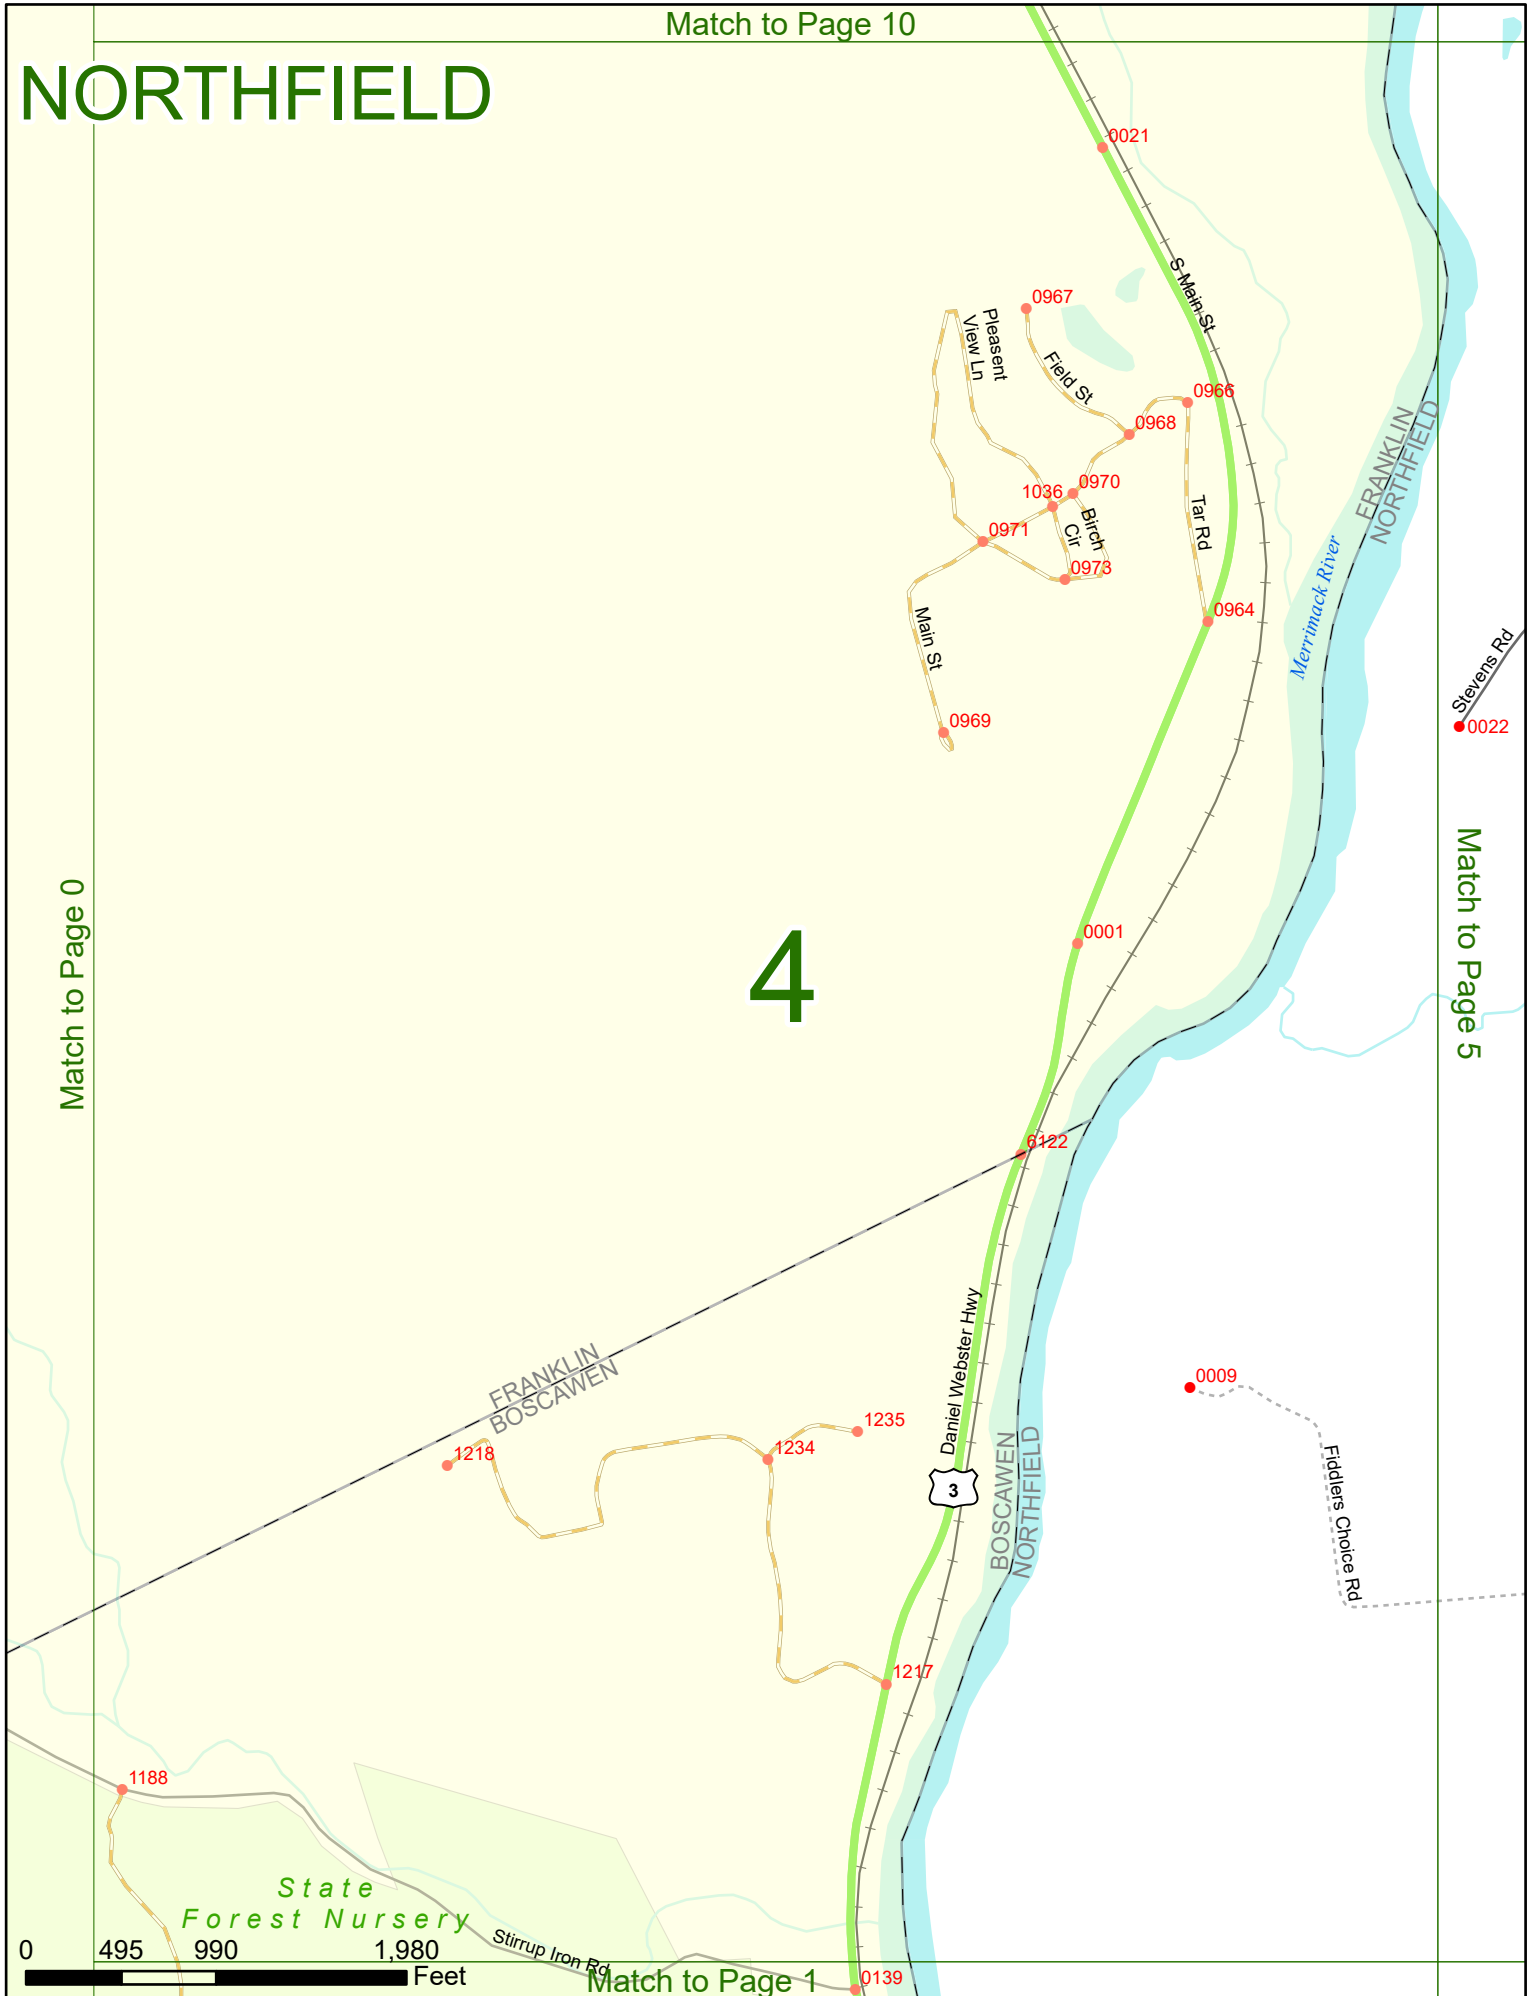 Match to Page 10
NORTHFIELD
0021
S Main St
0967
Pleasent
View Ln
Field St
0966
0968
FRANKLIN
NORTHFIELD
0970
1036
Birch
Cir
Tar Rd
0971
0973
Merrimack River
0964
Main St
Stevens Rd
0969
0022
Match to Page 0
4
0001
Match to Page 5
6122
Daniel Webster Hwy
FRANKLIN
BOSCAWEN
0009
1235
1234
1218
3
BOSCAWEN
NORTHFIELD
Fiddlers Choice Rd
1217
1188
State
Forest Nursery
Stirrup Iron Rd
0 495 990 1,980
Feet
Match to Page 1
0139